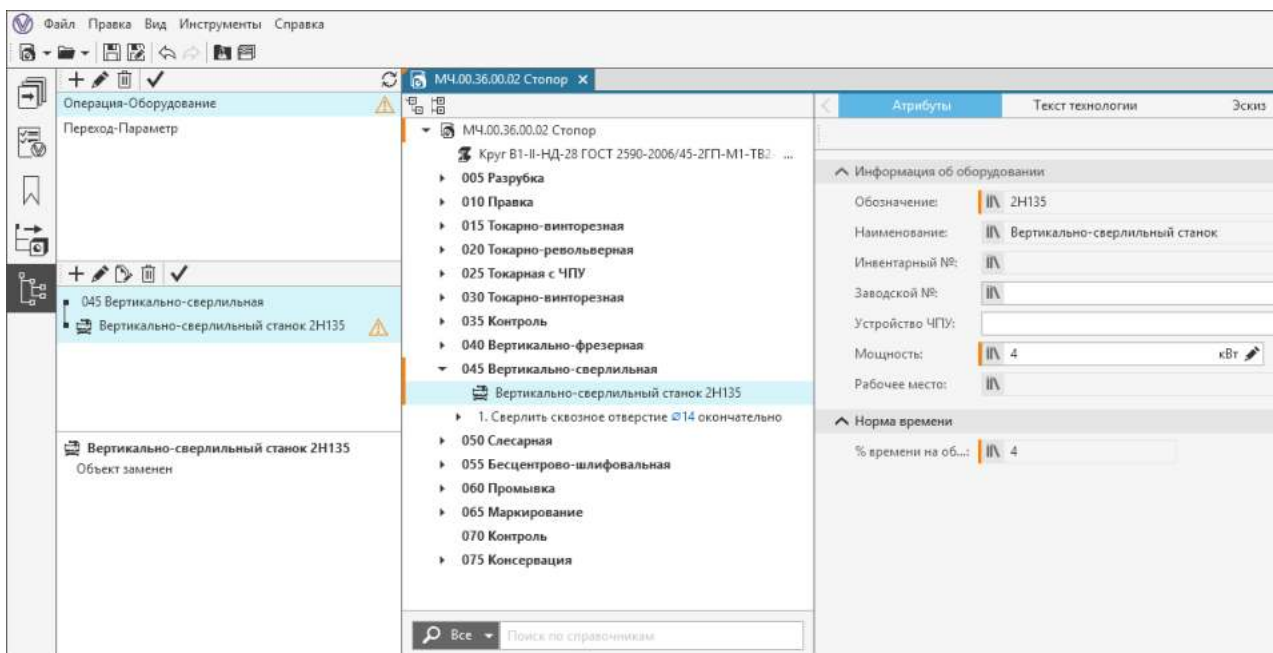 Файл Правка Вид Инструменты Справка
МЧ.00.36.00.02 Стопор
Операция-Оборудование
Переход-Параметр
045 Вертикально-сверлильная
Вертикально-сверлильный станок 2Н135
Вертикально-сверлильный станок 2Н135
Объект заменен
МЧ.00.36.00.02 Стопор
Круг В1-II-НД-28 ГОСТ 2590-2006/45-2ГП-М1-ТВ2- ...
005 Разрубка
010 Правка
015 Токарно-винторезная
020 Токарно-револьверная
025 Токарная с ЧПУ
030 Токарно-винторезная
035 Контроль
040 Вертикально-фрезерная
045 Вертикально-сверлильная
Вертикально-сверлильный станок 2Н135
1. Сверлить сквозное отверстие ⌀14 окончательно
050 Слесарная
055 Бесцентрово-шлифовальная
060 Промывка
065 Маркирование
070 Контроль
075 Консервация
Все Поиск по справочникам
Атрибуты Текст технологии Эскиз
Информация об оборудовании
Обозначение: 2Н135
Наименование: Вертикально-сверлильный станок
Инвентарный №:
Заводской №:
Устройство ЧПУ:
Мощность: 4 кВт
Рабочее место:
Норма времени
% времени на об...: 4